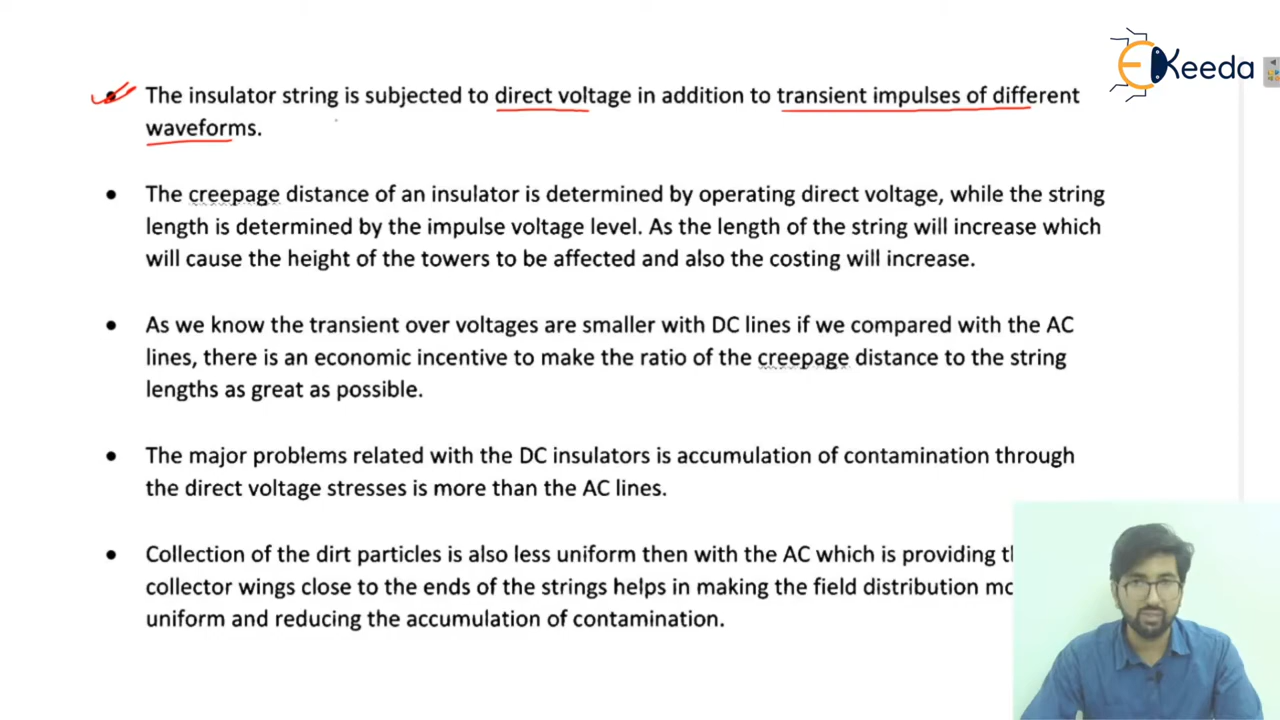 EKeeda
• The insulator string is subjected to direct voltage in addition to transient impulses of different
waveforms.
• The creepage distance of an insulator is determined by operating direct voltage, while the string
length is determined by the impulse voltage level. As the length of the string will increase which
will cause the height of the towers to be affected and also the costing will increase.
• As we know the transient over voltages are smaller with DC lines if we compared with the AC
lines, there is an economic incentive to make the ratio of the creepage distance to the string
lengths as great as possible.
• The major problems related with the DC insulators is accumulation of contamination through
the direct voltage stresses is more than the AC lines.
• Collection of the dirt particles is also less uniform then with the AC which is providing
collector wings close to the ends of the strings helps in making the field distribution
uniform and reducing the accumulation of contamination.